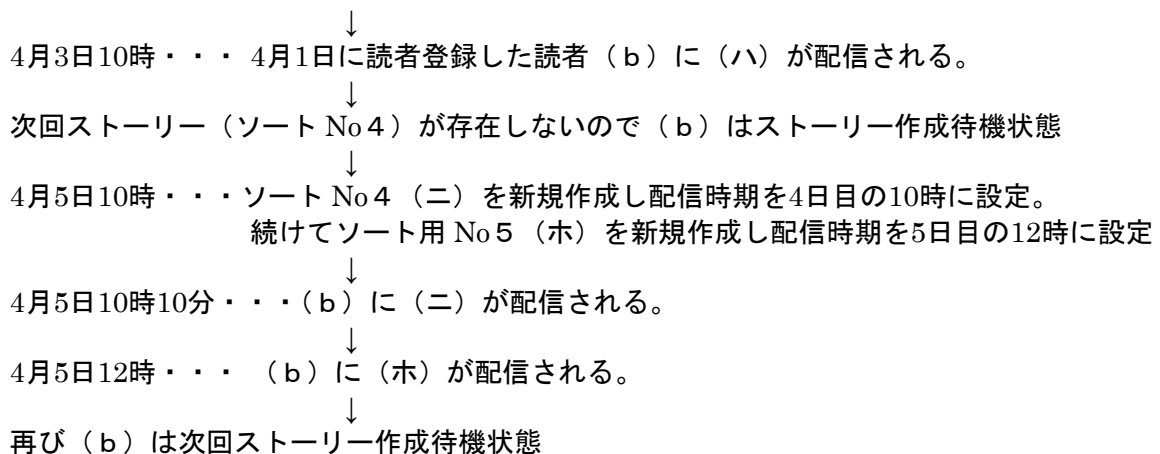 ↓
4月3日10時・・・ 4月1日に読者登録した読者（ｂ）に（ハ）が配信される。
↓
次回ストーリー（ソート No４）が存在しないので（ｂ）はストーリー作成待機状態
↓
4月5日10時・・・ソート No４（ニ）を新規作成し配信時期を4日目の10時に設定。
続けてソート用 No５（ホ）を新規作成し配信時期を5日目の12時に設定
↓
4月5日10時10分・・・（ｂ）に（ニ）が配信される。
↓
4月5日12時・・・ （ｂ）に（ホ）が配信される。
↓
再び（ｂ）は次回ストーリー作成待機状態